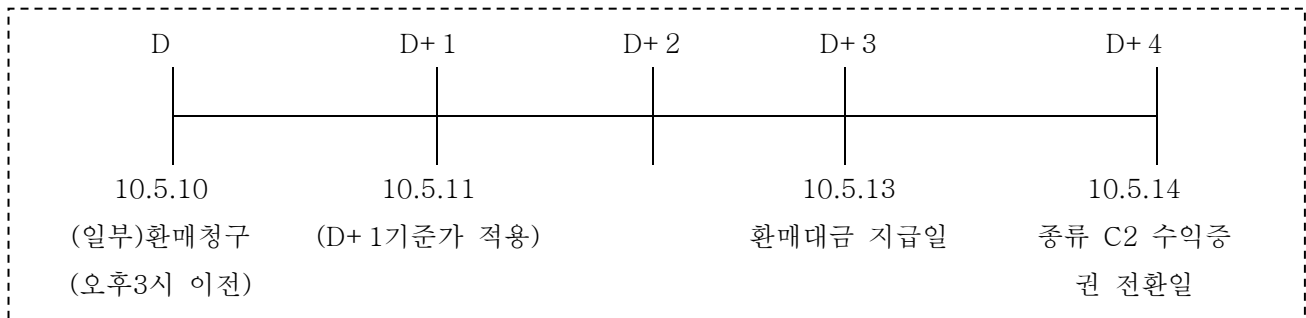 D D+1 D+2 D+3 D+4
10.5.10 10.5.11 10.5.13 10.5.14
(일부)환매청구 (D+1기준가 적용) 환매대금 지급일 종류 C2 수익증
(오후3시 이전) 권 전환일